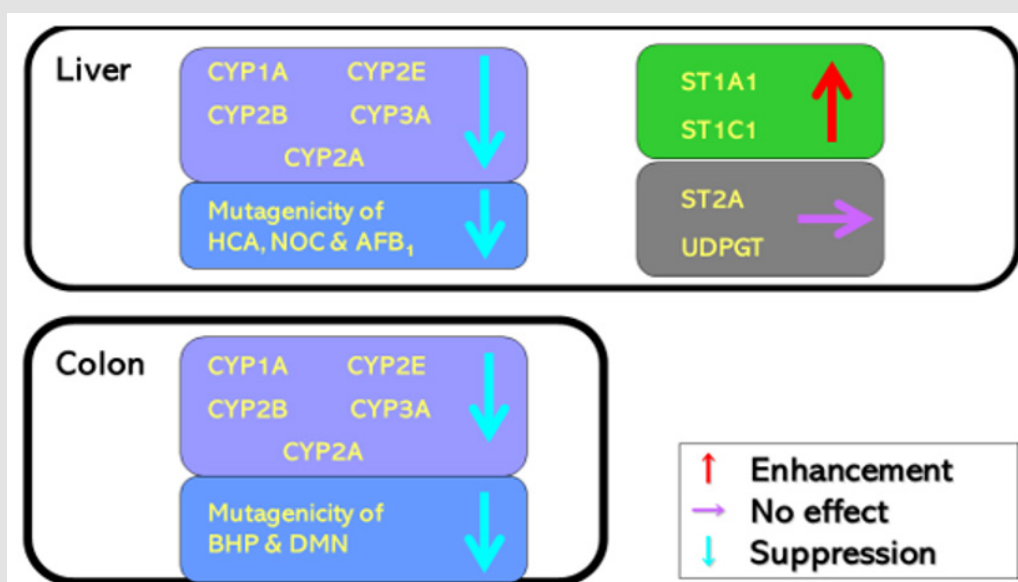 Liver
CYP1A CYP2E
CYP2B CYP3A
CYP2A
Mutagenicity of
HCA, NOC & AFB₁
ST1A1
ST1C1
ST2A
UDPGT
Colon
CYP1A CYP2E
CYP2B CYP3A
CYP2A
Mutagenicity of
BHP & DMN
Enhancement
No effect
Suppression